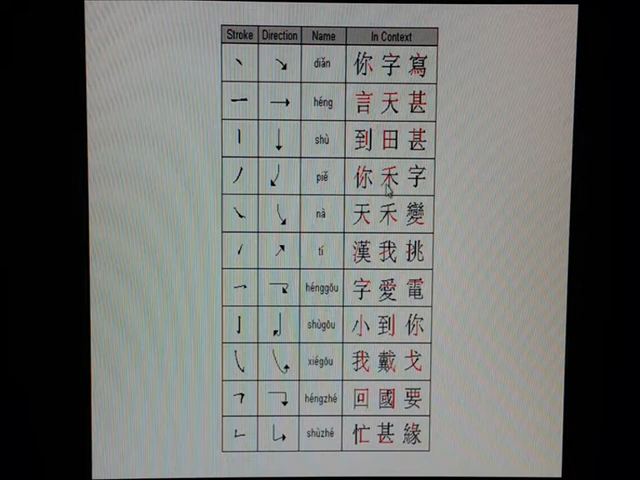 Stroke Direction Name In Context
diǎn 你 字 寫
héng 言 天 甚
shù 到 田 甚
piě 你 禾 字
nà 天 禾 變
tí 漢 我 挑
hénggōu 字 愛 電
shùgōu 小 到 你
xiégōu 我 戴 戈
héngzhé 回 國 要
shùzhé 忙 甚 緣